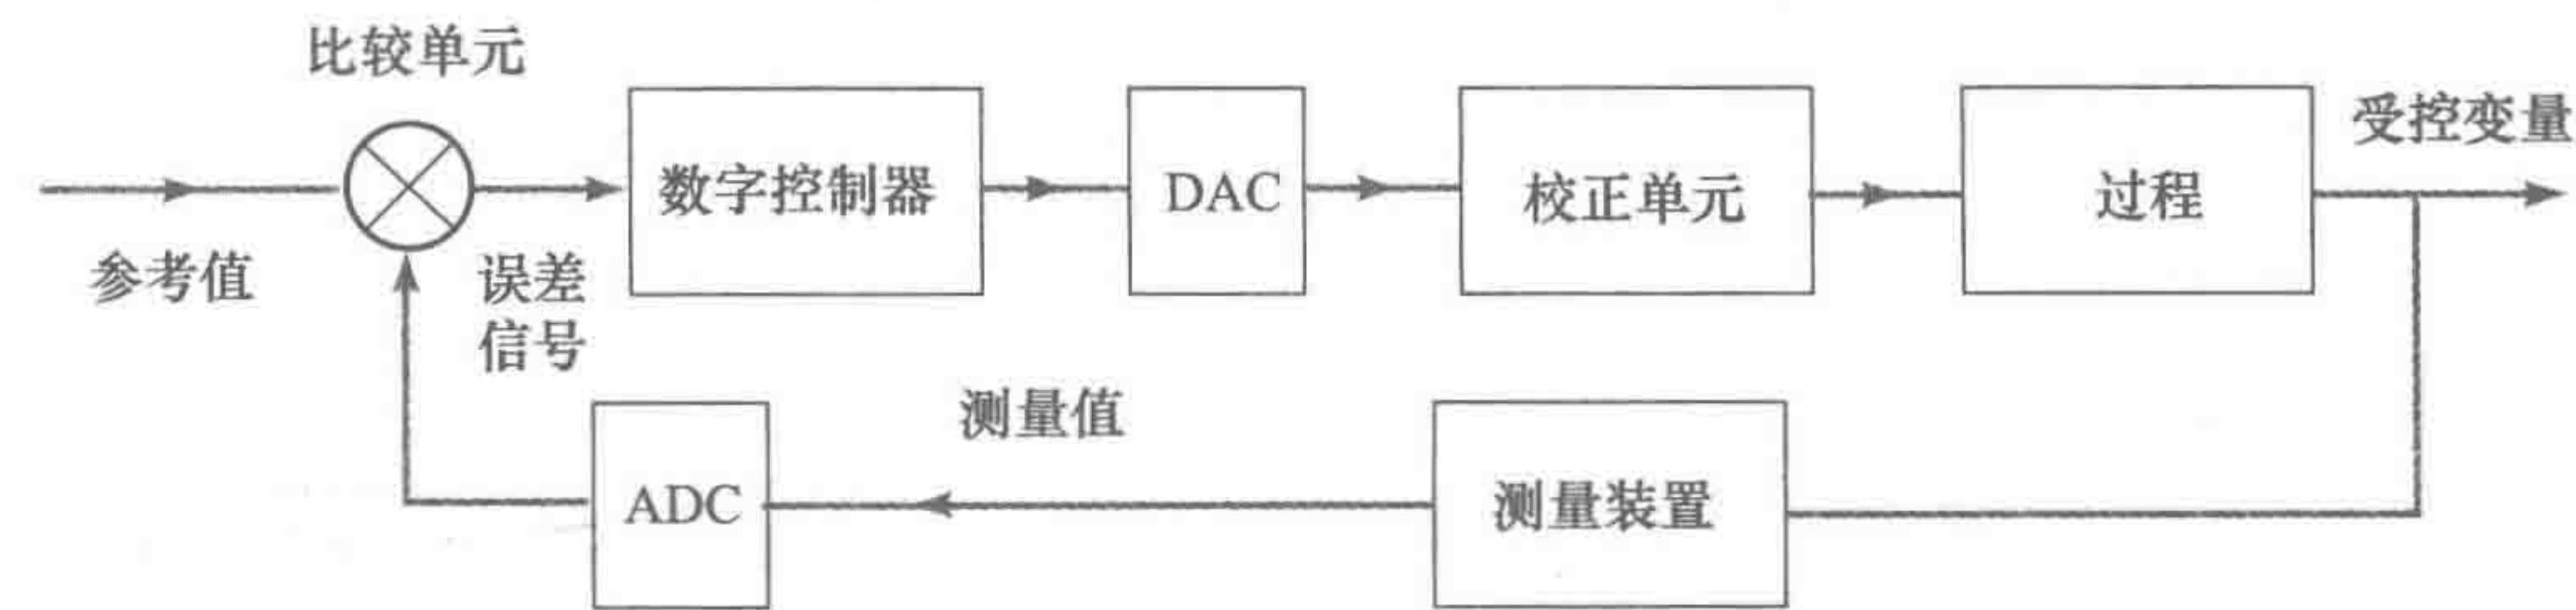 比较单元
受控变量
数字控制器
DAC
校正单元
过程
参考值
误差
信号
测量值
ADC
测量装置